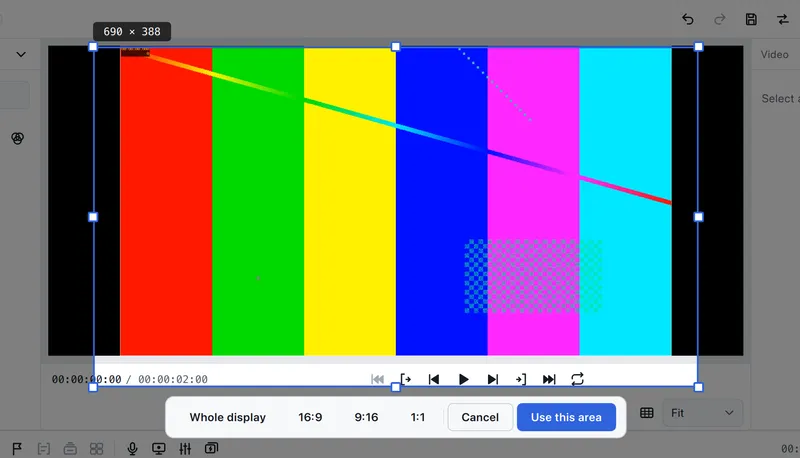 690 × 388
Video
Select a
00:00:00:00 / 00:00:02:00
Whole display 16:9 9:16 1:1 Cancel Use this area
Fit
00: